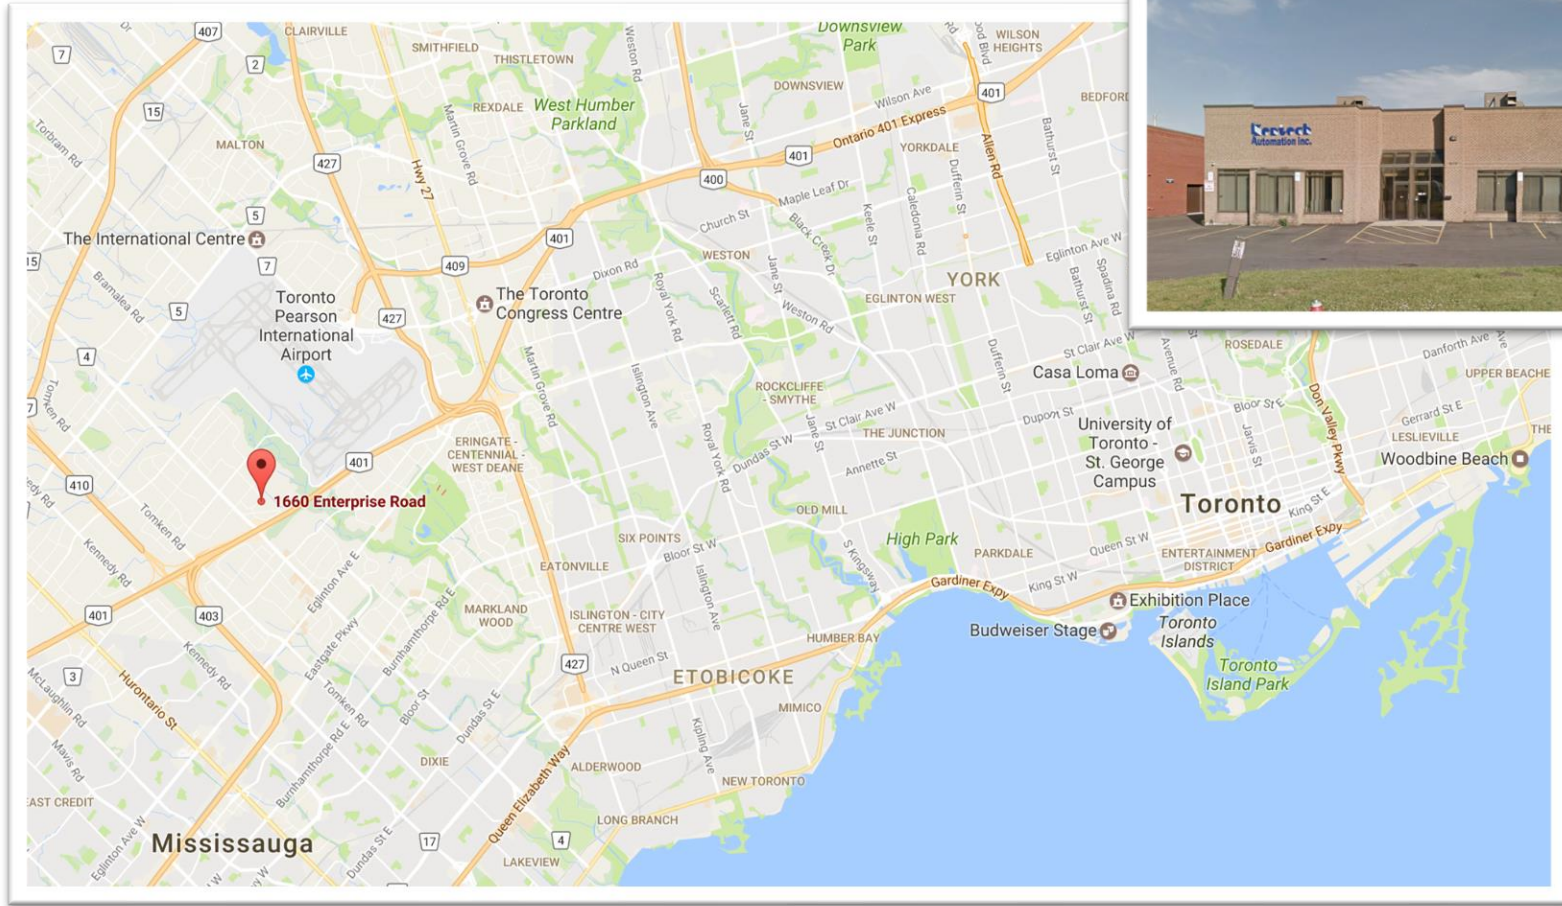 407
CLAIRVILLE
Weston Rd
Downsview
Park
WILSON
HEIGHTS
7
SMITHFIELD
THISTLETOWN
2
DOWNSVIEW
401
BEDFORD
REXDALE
West Humber
Parkland
Wilson Ave
15
Martin Grove Rd
Jane St
Ontario 401 Express
Torbram Rd
MALTON
427
Hwy 27
401
YORKDALE
Allen Rd
Bathurst St
400
Maple Leaf Dr
Dufferin St
Automation Inc.
5
Church St
Keele St
Caledonia Rd
Black Creek Dr
The International Centre
401
15
7
409
Dixon Rd
WESTON
Jane St
Eglinton Ave W
Bramalea Rd
Toronto
Pearson
International
Airport
The Toronto
Congress Centre
Royal York Rd
Scarlett Rd
YORK
EGLINTON WEST
Bathurst St
Spadina Rd
5
427
Weston Rd
4
Martin Grove Rd
Islington Ave
Dufferin St
St Clair Ave W
Avenue Rd
ROSEDALE
Danforth Ave
Casa Loma
UPPER BEACHE
Tomken Rd
ROCKCLIFFE
- SMYTHE
Don Valley Pkwy
7
Jane St
St Clair Ave W
Dupont St
Bloor St E
Gerrard St E
ERINGATE -
CENTENNIAL -
WEST DEANE
Royal York Rd
Dundas St W
THE JUNCTION
University of
Toronto -
St. George
Campus
Jarvis St
LESLIEVILLE
THE
401
Annette St
Woodbine Beach
410
1660 Enterprise Road
Toronto
King St E
Tomken Rd
OLD MILL
High Park
SIX POINTS
Bloor St W
S Kingsway
PARKDALE
Queen St W
ENTERTAINMENT
DISTRICT
Gardiner Expy
Kennedy Rd
Eglinton Ave E
EATONVILLE
Islington Ave
Gardiner Expy
King St W
401
403
Burnhamthorpe Rd E
MARKLAND
WOOD
ISLINGTON - CITY
CENTRE WEST
Exhibition Place
Toronto
Islands
Budweiser Stage
HUMBER BAY
Eastgate Pkwy
Kennedy Rd
427
N Queen St
ETOBICOKE
Toronto
Island Park
3
McLaughlin Rd
Hurontario St
Tomken Rd
Bloor St
Dundas St E
MIMICO
Burnhamthorpe Rd E
Kipling Ave
Mavis Rd
DIXIE
Queen Elizabeth Way
ALDERWOOD
NEW TORONTO
EAST CREDIT
LONG BRANCH
Eglinton Ave W
Mississauga
Dundas St E
17
4
LAKEVIEW